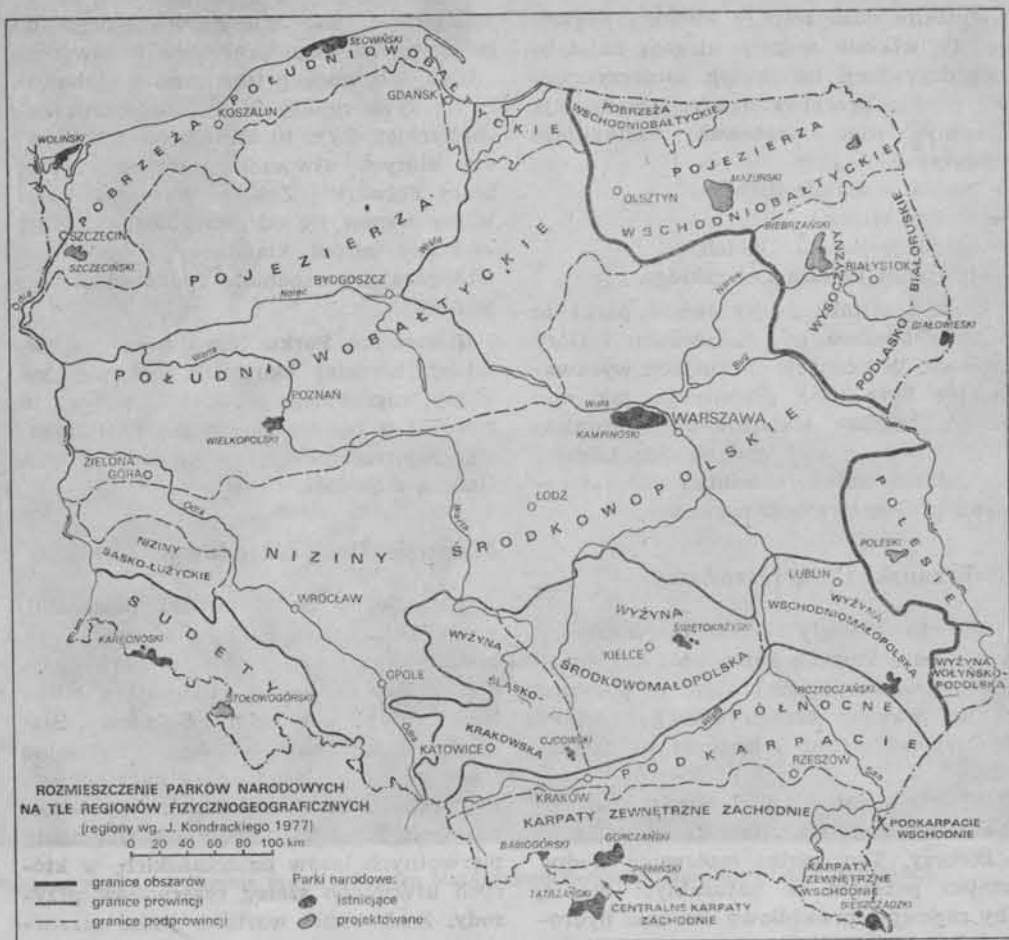 SŁOWIŃSKI
POBRZEŻA POŁUDNIOWOBAŁTYCKIE
GDAŃSK
KOSZALIN
WOLIŃSKI
POBRZEŻA
WSCHODNIOBAŁTYCKIE
POJEZIERZA
WSCHODNIOBAŁTYCKIE
MAZURSKI
OLSZTYN
SZCZECIN
SZCZECIŃSKI
POJEZIERZA
POŁUDNIOWOBAŁTYCKIE
BIEBRZAŃSKI
WYSOCZYZNY
PODLASKO - BIAŁORUSKIE
BIAŁYSTOK
BIAŁOWIESKI
BYDGOSZCZ
Wisła
Noteć
Narew
Odra
Warta
Bug
POZNAŃ
WIELKOPOLSKI
Wisła
WARSZAWA
KAMPINOSKI
ZIELONA
GÓRA
Odra
ŁÓDŹ
Warta
NIZINY ŚRODKOWOPOLSKIE
NIZINY
SASKO-ŁUŻYCKIE
POLESIE
POLESKI
LUBLIN
WYŻYNA
WSCHODNIOMAŁOPOLSKA
WROCŁAW
SUDETY
KARKONOSKI
STOŁOWOGÓRSKI
OPOLE
WYŻYNA
ŚWIĘTOKRZYSKI
KIELCE
ŚRODKOWOMAŁOPOLSKA
WYŻYNA
ŚLĄSKO-
KRAKOWSKA
WYŻYNA
WOŁYŃSKO-
PODOLSKA
ROZTOCZAŃSKI
Wisła
PÓŁNOCNE
PODKARPACIE
Odra
KATOWICE
OJCOWSKI
RZESZÓW
San
KRAKÓW
KARPATY ZEWNĘTRZNE ZACHODNIE
PODKARPACIE
WSCHODNIE
ROZMIESZCZENIE PARKÓW NARODOWYCH
NA TLE REGIONÓW FIZYCZNOGEOGRAFICZNYCH
(regiony wg. J. Kondrackiego 1977)
0 20 40 60 80 100 km
BABIOGÓRSKI
GORCZAŃSKI
PIENIŃSKI
TATRZAŃSKI
CENTRALNE KARPATY
ZACHODNIE
KARPATY
ZEWNĘTRZNE
WSCHODNIE
BIESZCZADZKI
granice obszarów
granice prowincji
granice podprowincji
Parki narodowe:
istniejące
projektowane